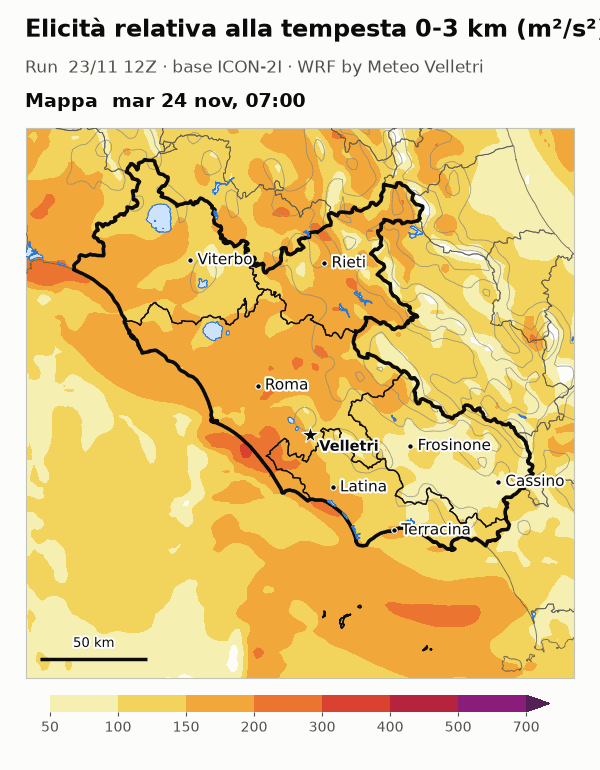 Elicità relativa alla tempesta 0-3 km (m²/s²)
Run 23/11 12Z · base ICON-2I · WRF by Meteo Velletri
Mappa mar 24 nov, 07:00
Viterbo
Rieti
Roma
Velletri
Frosinone
Latina
Cassino
Terracina
50 km
50 100 150 200 300 400 500 700